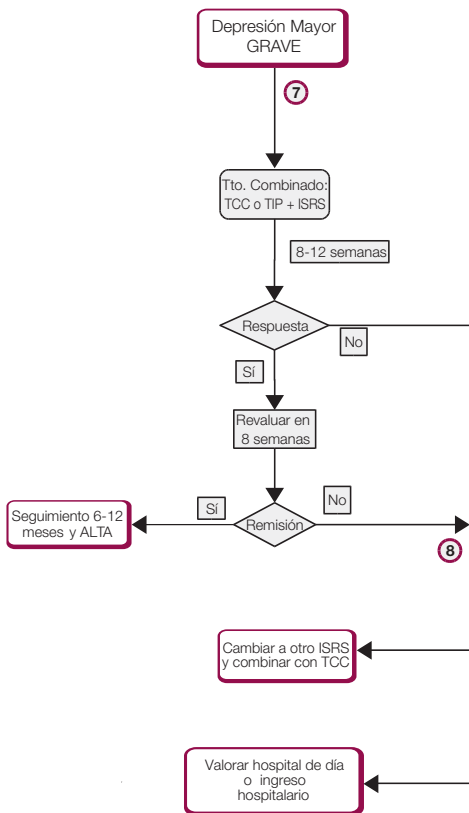 Depresión Mayor
GRAVE
7
Tto. Combinado:
TCC o TIP + ISRS
8-12 semanas
Respuesta
No
Sí
Revaluar en
8 semanas
No
Sí
Remisión
Seguimiento 6-12
meses y ALTA
8
Cambiar a otro ISRS
y combinar con TCC
Valorar hospital de día
o ingreso
hospitalario